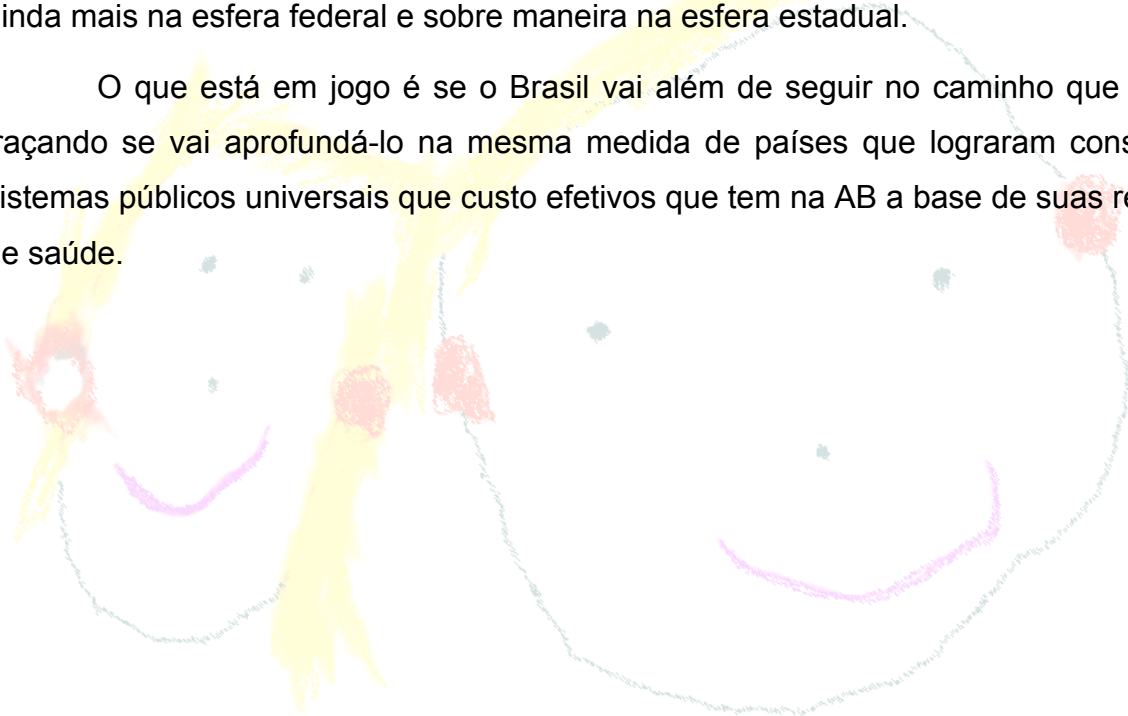 inda mais na esfera federal e sobre maneira na esfera estadual.
O que está em jogo é se o Brasil vai além de seguir no caminho que
raçando se vai aprofundá-lo na mesma medida de países que lograram cons
istemas públicos universais que custo efetivos que tem na AB a base de suas re
e saúde.